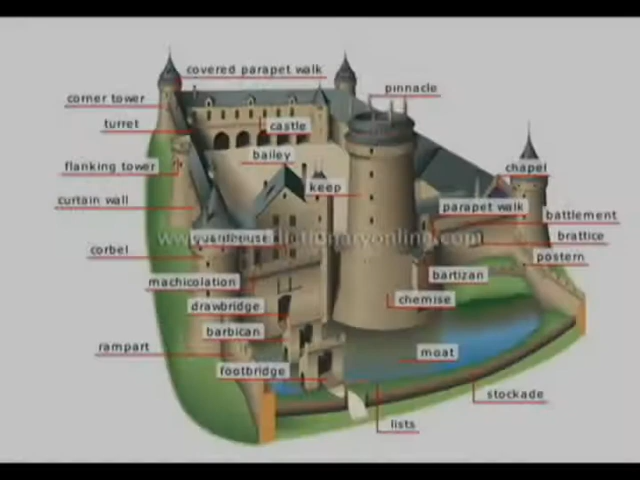 covered parapet walk
pinnacle
corner tower
turret
castle
bailey
flanking tower
chapel
keep
curtain wall
parapet walk
battlement
guardhouse
brattice
corbel
postern
bartizan
machicolation
chemise
drawbridge
barbican
rampart
moat
footbridge
stockade
lists